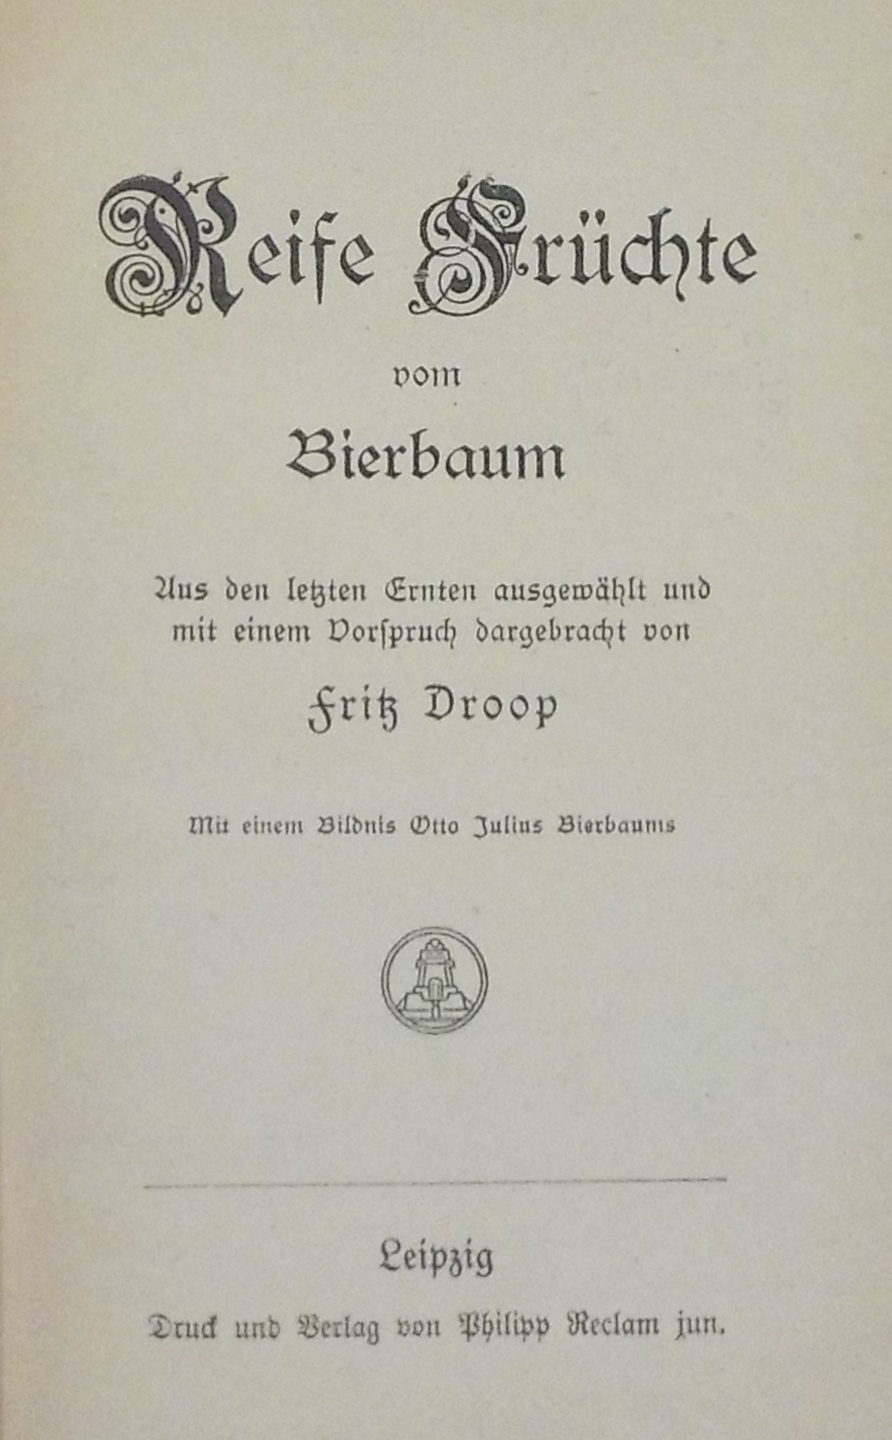 Reife Früchte
vom
Bierbaum
Aus den letzten Ernten ausgewählt und
mit einem Vorſpruch dargebracht von
Fritz Droop
Mit einem Bildnis Otto Julius Bierbaums
Leipzig
Druck und Verlag von Philipp Reclam jun.